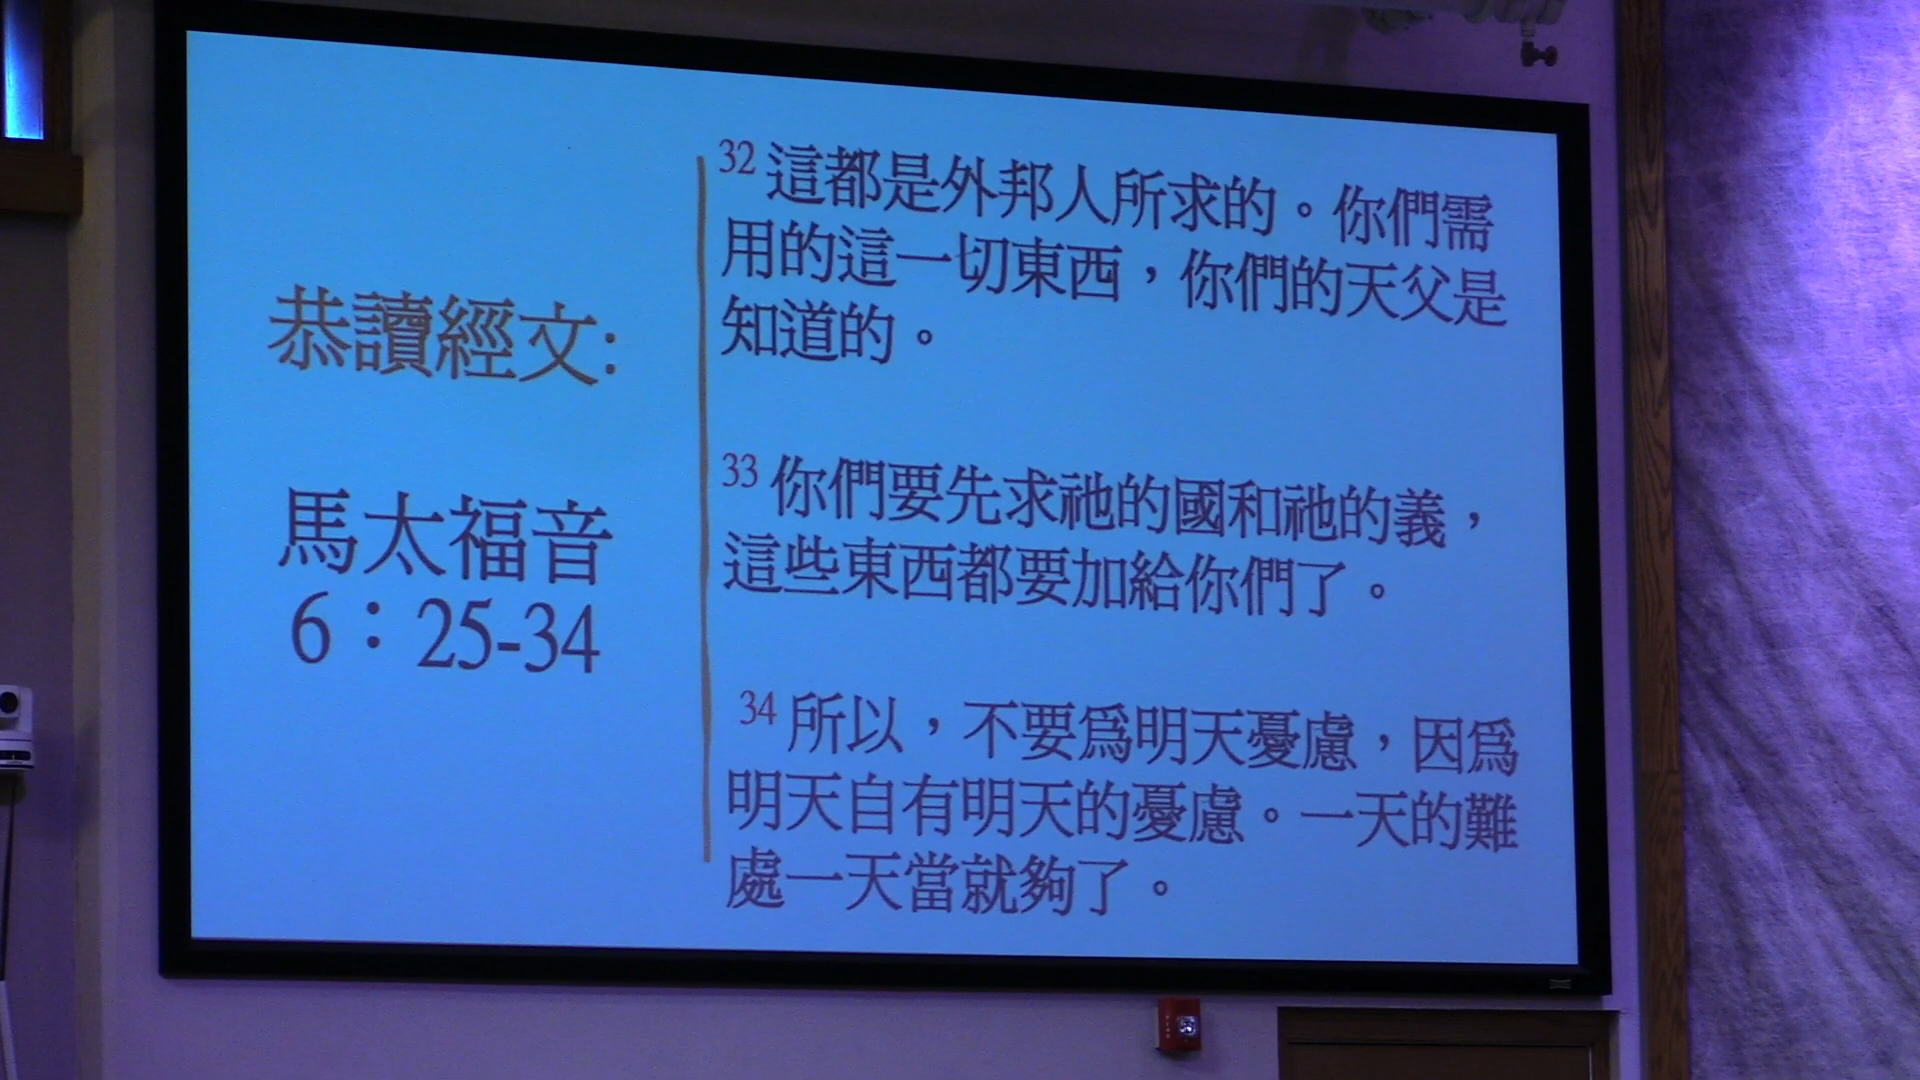 恭讀經文:
馬太福音
6：25-34
32 這都是外邦人所求的。你們需
用的這一切東西，你們的天父是
知道的。
33 你們要先求祂的國和祂的義，
這些東西都要加給你們了。
34 所以，不要爲明天憂慮，因爲
明天自有明天的憂慮。一天的難
處一天當就夠了。